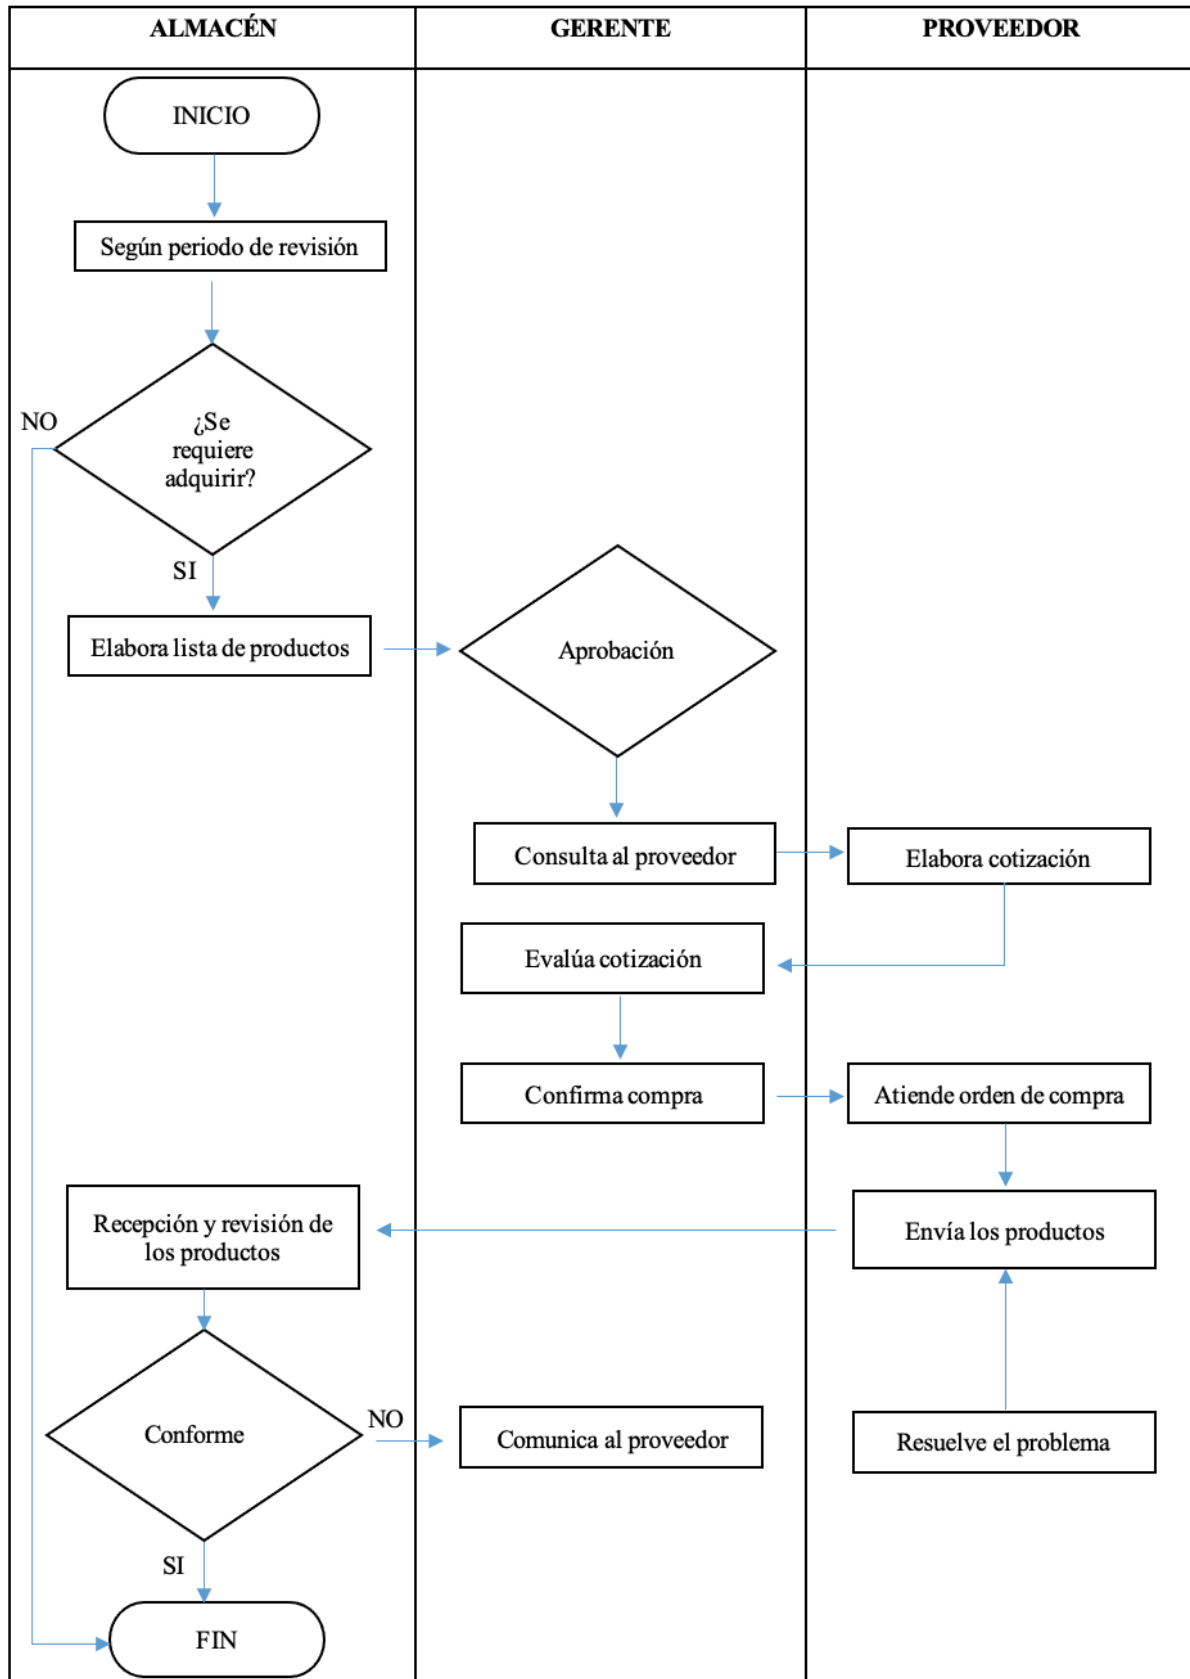 ALMACÉN
GERENTE
PROVEEDOR
INICIO
Según periodo de revisión
NO
¿Se
requiere
adquirir?
SI
Elabora lista de productos
Aprobación
Consulta al proveedor
Elabora cotización
Evalúa cotización
Confirma compra
Atiende orden de compra
Recepción y revisión de
los productos
Envía los productos
Conforme
NO
Comunica al proveedor
Resuelve el problema
SI
FIN